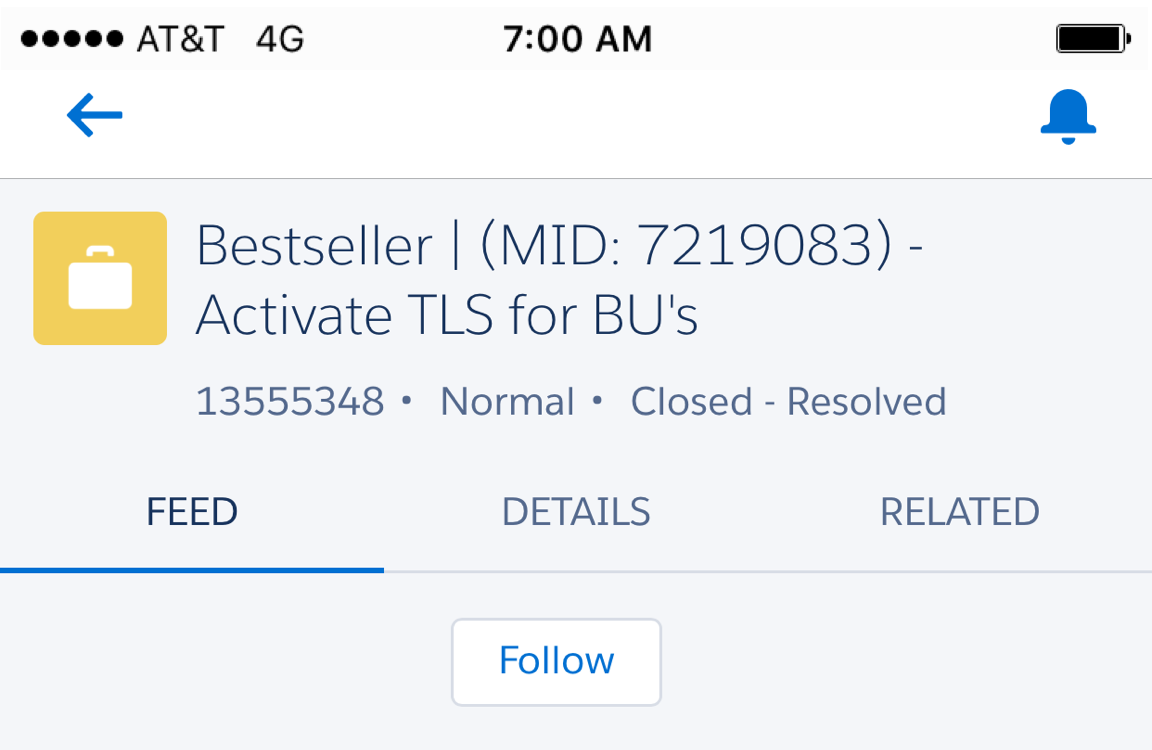 AT&T 4G 7:00 AM
Bestseller | (MID: 7219083) -
Activate TLS for BU's
13555348 • Normal • Closed - Resolved
FEED DETAILS RELATED
Follow